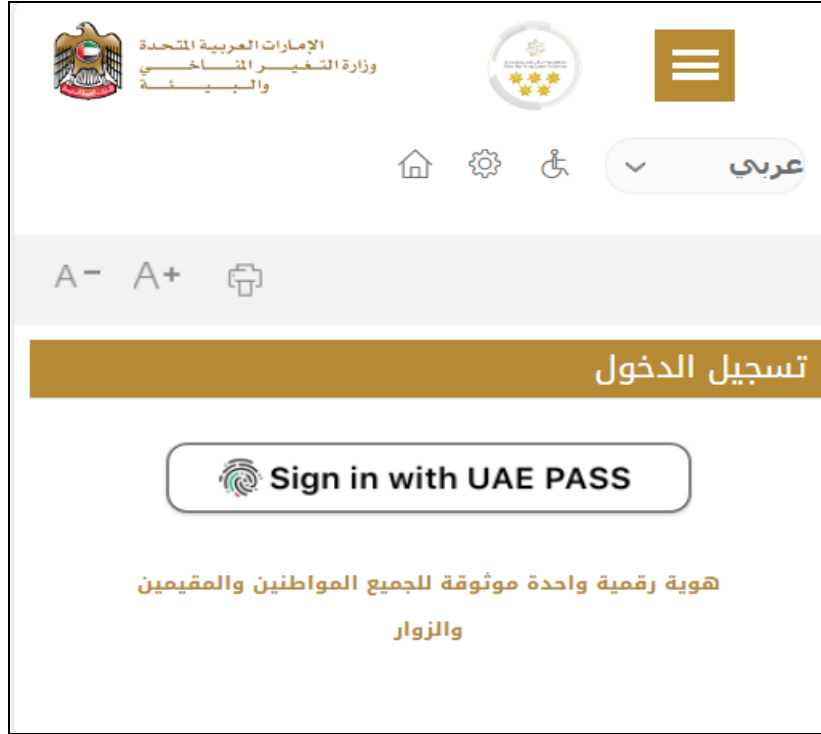 الإمارات العربية المتحدة
وزارة التغيير المناخي
والبيئة
عربي
A- A+
تسجيل الدخول
Sign in with UAE PASS
هوية رقمية واحدة موثوقة للجميع المواطنين والمقيمين
والزوار